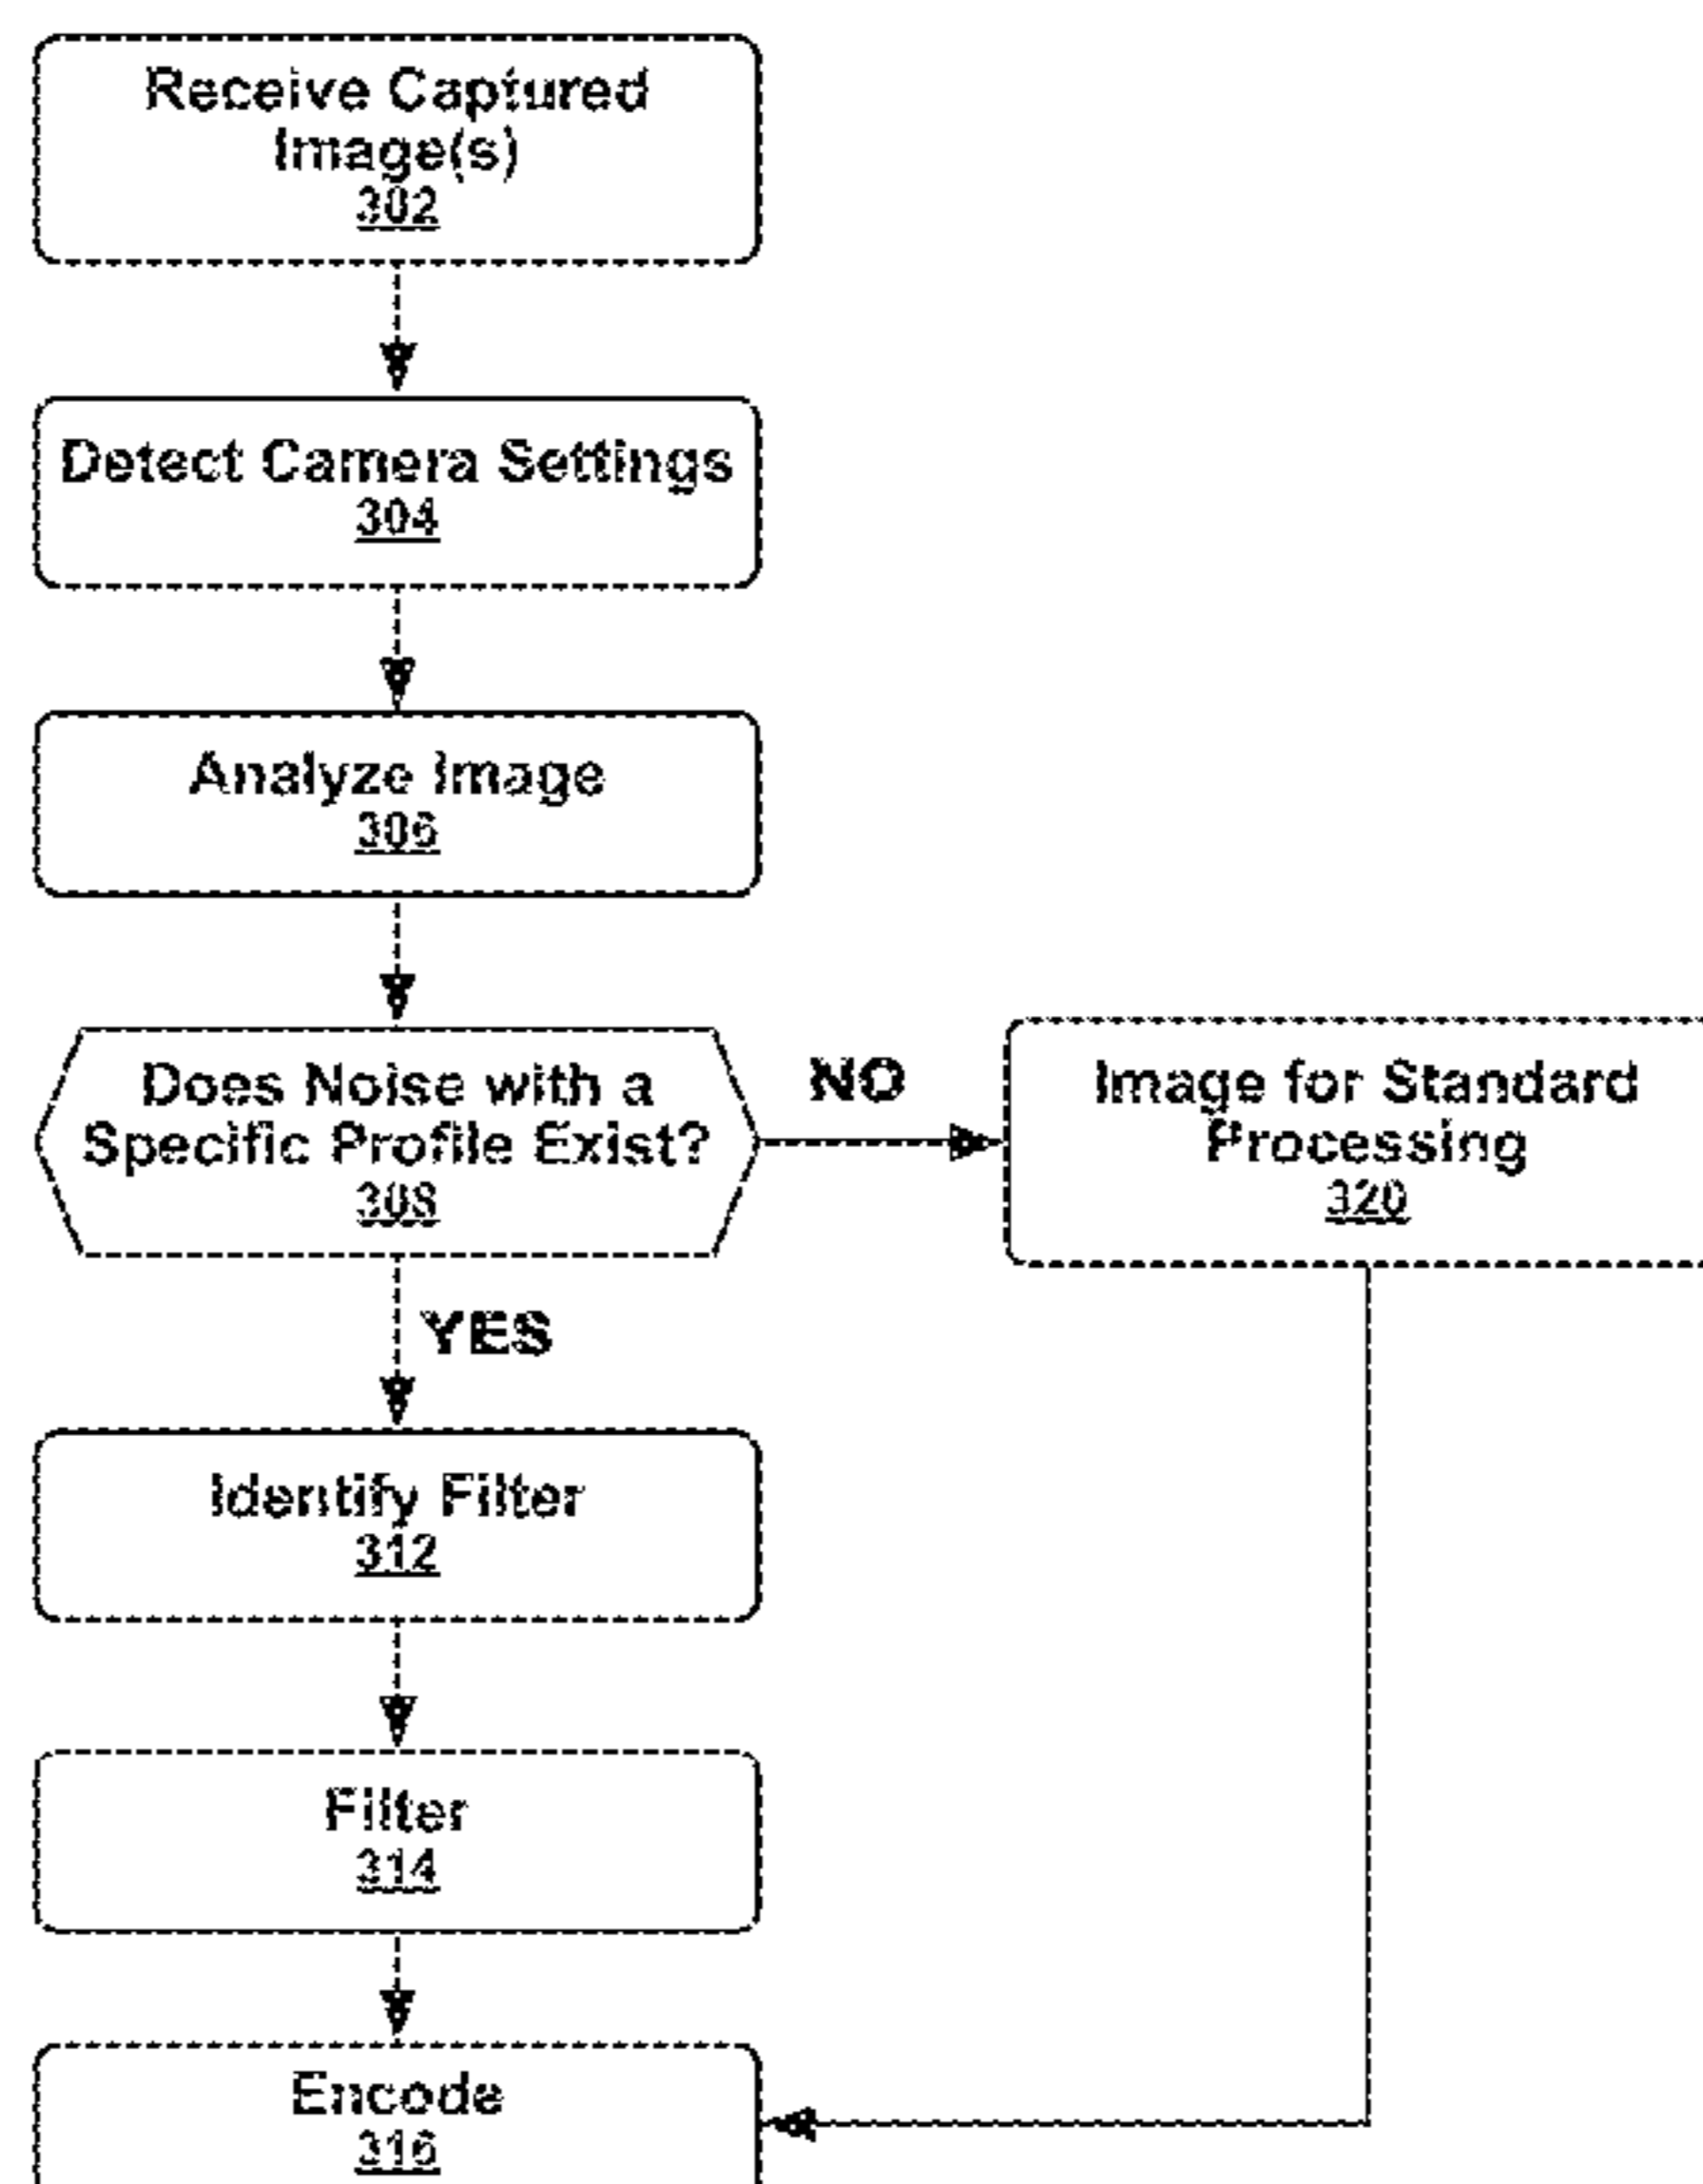 Receive Captured
Image(s)
302
Detect Camera Settings
304
Analyze Image
306
Does Noise with a
Specific Profile Exist?
308
NO
Image for Standard
Processing
320
YES
Identify Filter
312
Filter
314
Encode
316